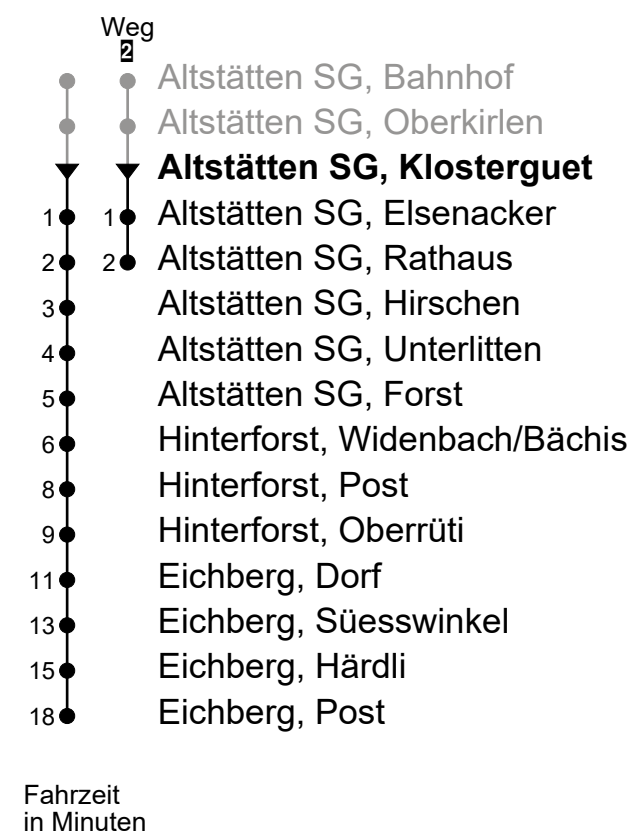 Weg
2
Altstätten SG, Bahnhof
Altstätten SG, Oberkirlen
Altstätten SG, Klosterguet
1 1 Altstätten SG, Elsenacker
2 2 Altstätten SG, Rathaus
3 Altstätten SG, Hirschen
4 Altstätten SG, Unterlitten
5 Altstätten SG, Forst
6 Hinterforst, Widenbach/Bächis
8 Hinterforst, Post
9 Hinterforst, Oberrüti
11 Eichberg, Dorf
13 Eichberg, Süesswinkel
15 Eichberg, Härdli
18 Eichberg, Post
Fahrzeit
in Minuten